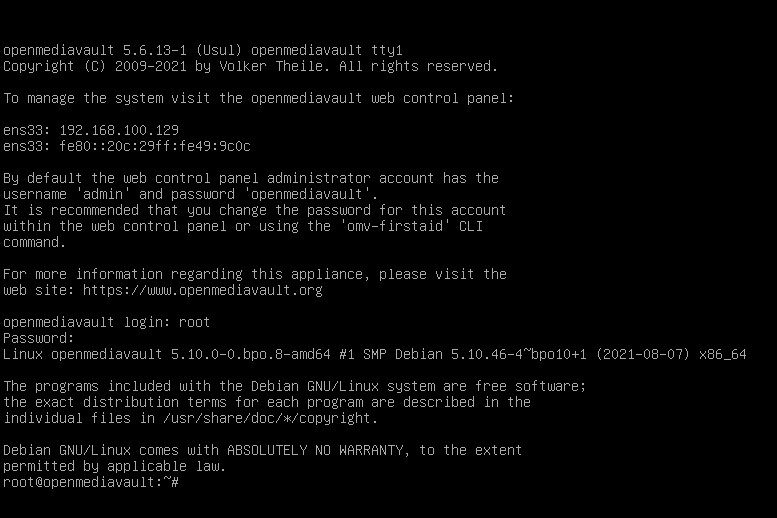 openmediavault 5.6.13-1 (Usul) openmediavault tty1
Copyright (C) 2009-2021 by Volker Theile. All rights reserved.
To manage the system visit the openmediavault web control panel:
ens33: 192.168.100.129
ens33: fe80::20c:29ff:fe49:9c0c
By default the web control panel administrator account has the
username 'admin' and password 'openmediavault'.
It is recommended that you change the password for this account
within the web control panel or using the 'omv-firstaid' CLI
command.
For more information regarding this appliance, please visit the
web site: https://www.openmediavault.org
openmediavault login: root
Password:
Linux openmediavault 5.10.0-0.bpo.8-amd64 #1 SMP Debian 5.10.46-4~bpo10+1 (2021-08-07) x86_64
The programs included with the Debian GNU/Linux system are free software;
the exact distribution terms for each program are described in the
individual files in /usr/share/doc/*/copyright.
Debian GNU/Linux comes with ABSOLUTELY NO WARRANTY, to the extent
permitted by applicable law.
root@openmediavault:~#